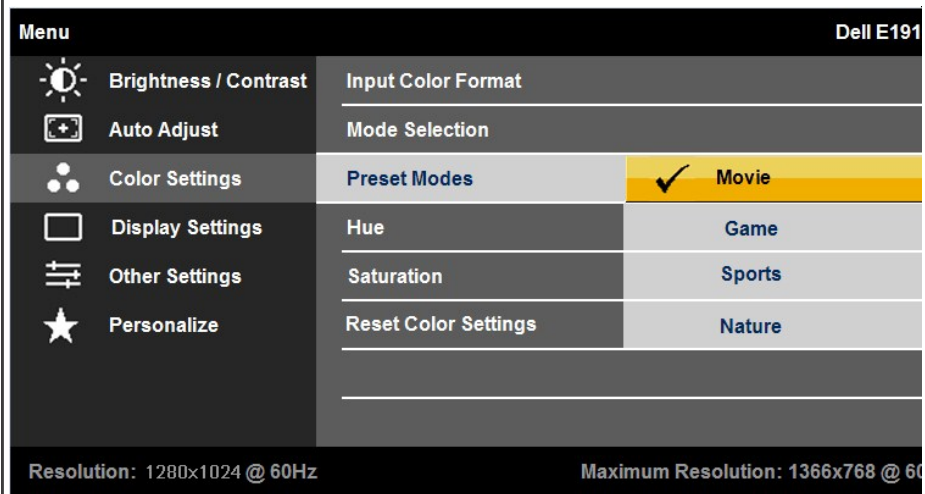 Menu Dell E191
Brightness / Contrast Input Color Format
Auto Adjust Mode Selection
Color Settings Preset Modes Movie
Display Settings Hue Game
Other Settings Saturation Sports
Personalize Reset Color Settings Nature
Resolution: 1280x1024 @ 60Hz Maximum Resolution: 1366x768 @ 60